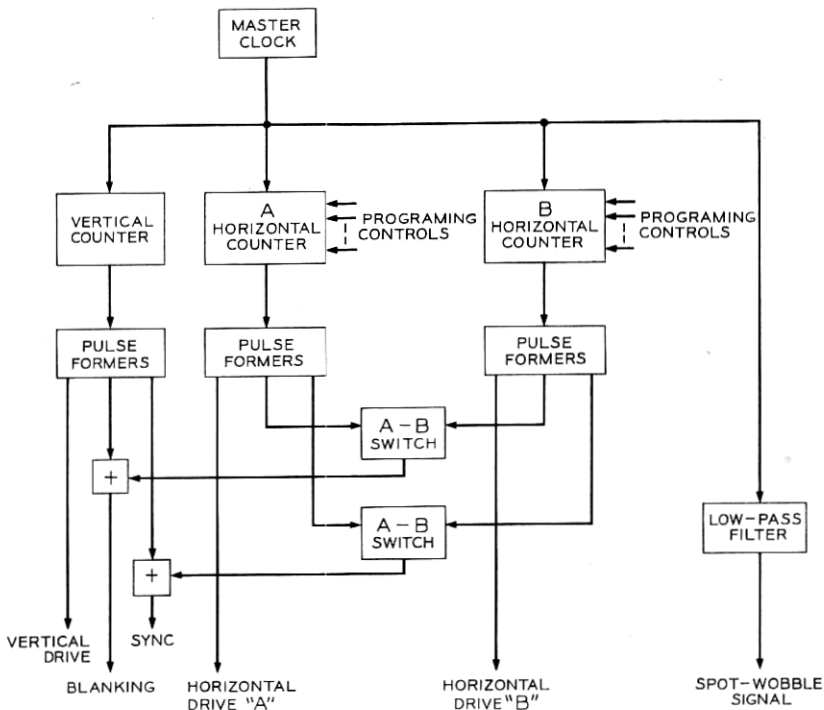 MASTER
CLOCK
VERTICAL
COUNTER
A
HORIZONTAL
COUNTER
PROGRAMING
CONTROLS
B
HORIZONTAL
COUNTER
PROGRAMING
CONTROLS
PULSE
FORMERS
PULSE
FORMERS
PULSE
FORMERS
A-B
SWITCH
+
A-B
SWITCH
LOW-PASS
FILTER
+
VERTICAL
DRIVE
SYNC
BLANKING
HORIZONTAL
DRIVE "A"
HORIZONTAL
DRIVE "B"
SPOT-WOBBLE
SIGNAL